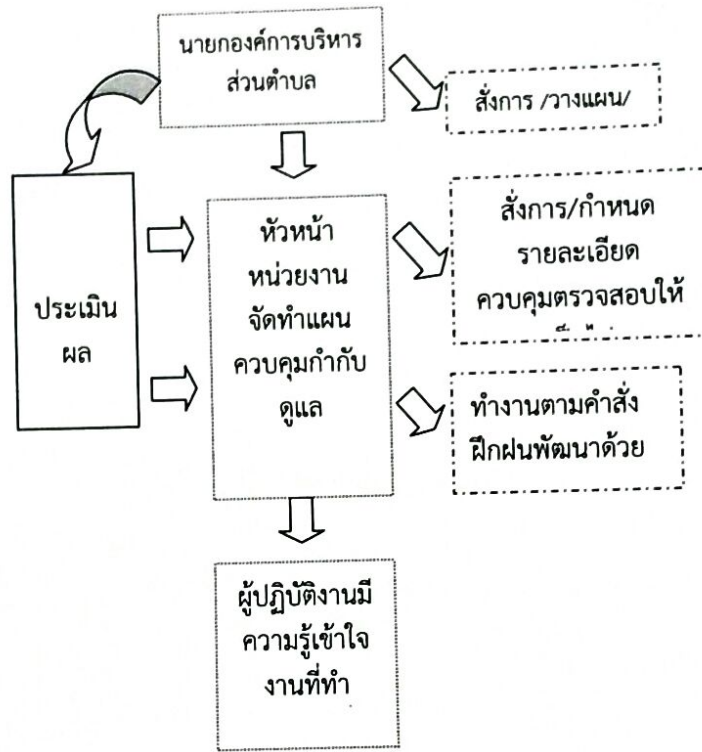 นายกองค์การบริหาร
ส่วนตำบล
สั่งการ /วางแผน/
ประเมิน
ผล
หัวหน้า
หน่วยงาน
จัดทำแผน
ควบคุมกำกับ
ดูแล
สั่งการ/กำหนด
รายละเอียด
ควบคุมตรวจสอบให้
ทำงานตามคำสั่ง
ฝึกฝนพัฒนาด้วย
ผู้ปฏิบัติงานมี
ความรู้เข้าใจ
งานที่ทำ